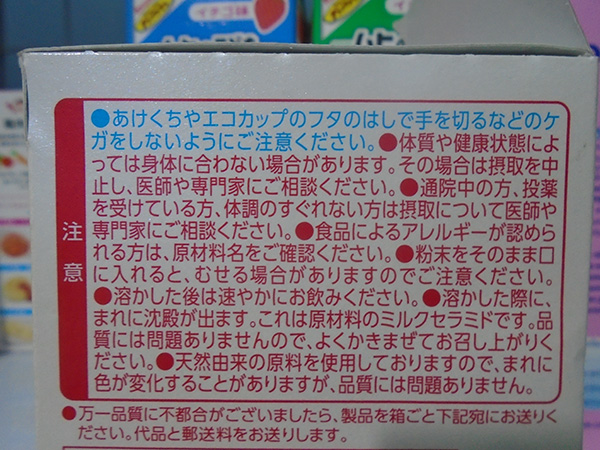 イチゴ味
注意
●あけくちやエコカップのフタのはしで手を切るなどのケ
ガをしないようにご注意ください。●体質や健康状態によ
っては身体に合わない場合があります。その場合は摂取を中
止し、医師や専門家にご相談ください。●通院中の方、投薬
を受けている方、体調のすぐれない方は摂取について医師や
専門家にご相談ください。●食品によるアレルギーが認めら
れる方は、原材料名をご確認ください。●粉末をそのまま口
に入れると、むせる場合がありますのでご注意ください。
●溶かした後は速やかにお飲みください。●溶かした際に、
まれに沈殿が出ます。これは原材料のミルクセラミドです。品
質には問題ありませんので、よくかきまぜてお召し上がりく
ださい。●天然由来の原料を使用しておりますので、まれに
色が変化することがありますが、品質には問題ありません。
●万一品質に不都合がございましたら、製品を箱ごと下記宛にお送りく
ださい。代品と郵送料をお送りします。